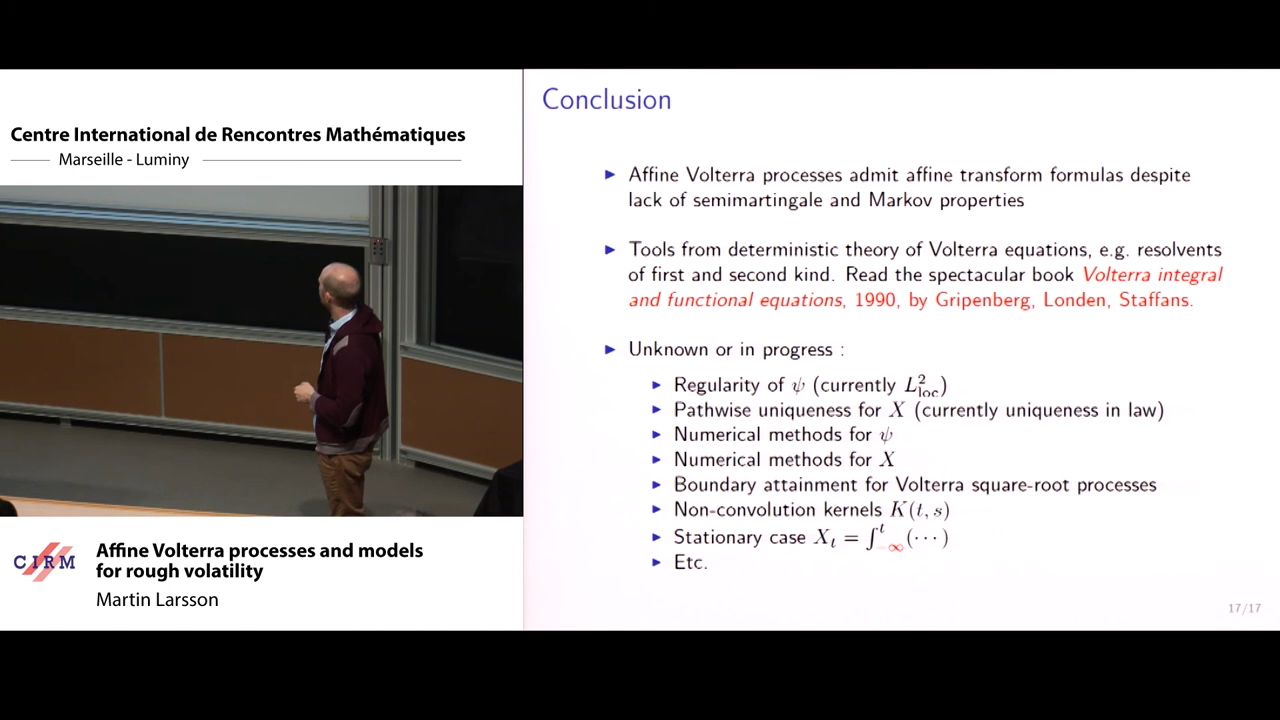 Centre International de Rencontres Mathématiques
Marseille - Luminy
CIRM
Affine Volterra processes and models
for rough volatility
Martin Larsson
Conclusion
▶ Affine Volterra processes admit affine transform formulas despite
lack of semimartingale and Markov properties
▶ Tools from deterministic theory of Volterra equations, e.g. resolvents
of first and second kind. Read the spectacular book Volterra integral
and functional equations, 1990, by Gripenberg, Londen, Staffans.
▶ Unknown or in progress :
▶ Regularity of ψ (currently L²_loc)
▶ Pathwise uniqueness for X (currently uniqueness in law)
▶ Numerical methods for ψ
▶ Numerical methods for X
▶ Boundary attainment for Volterra square-root processes
▶ Non-convolution kernels K(t, s)
▶ Stationary case X_t = ∫_{-∞}^t (···)
▶ Etc.
17/17